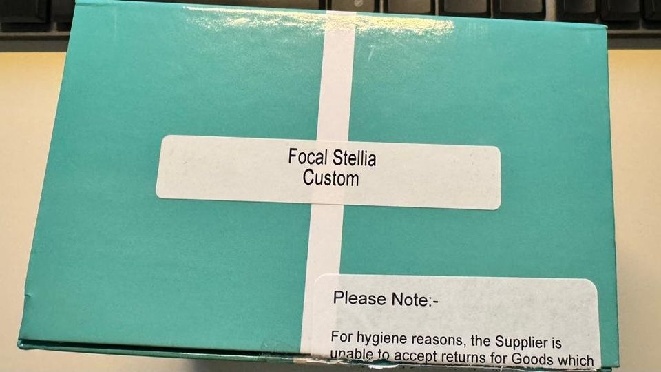 Focal Stellia
Custom
Please Note:-
For hygiene reasons, the Supplier is
unable to accept returns for Goods which